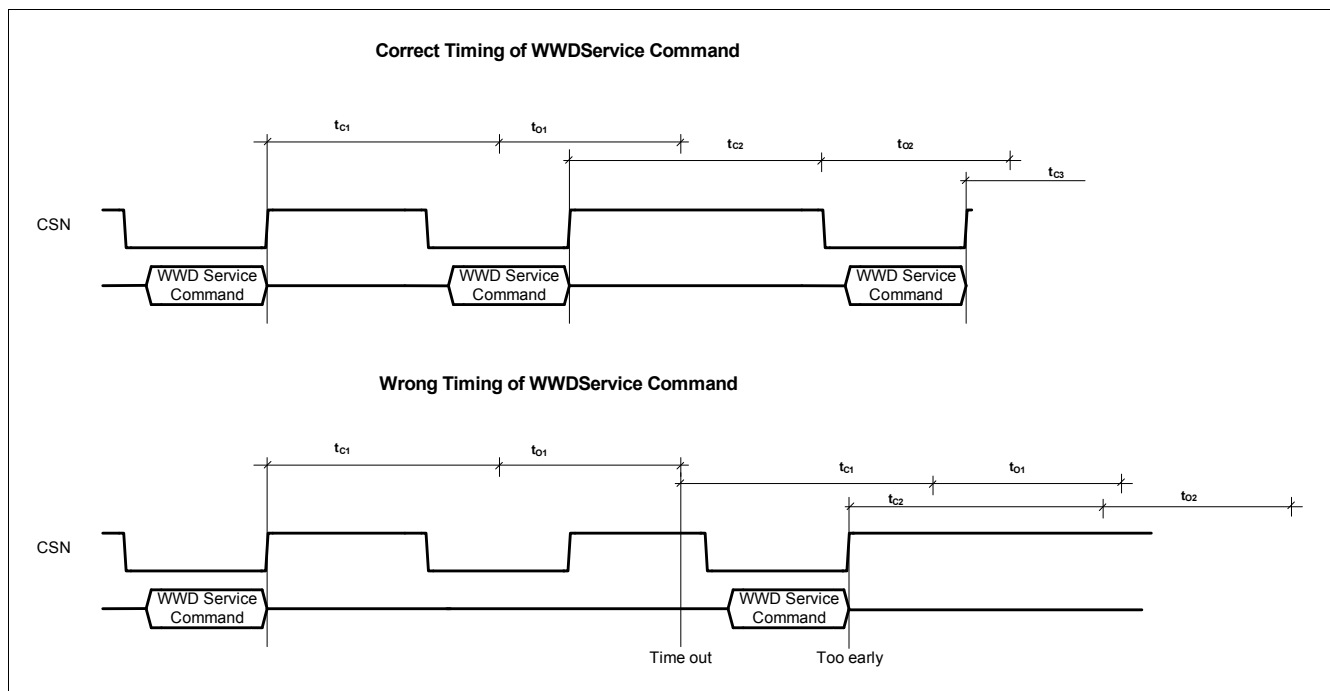 Correct Timing of WWDService Command
tC1
tO1
tC2
tO2
tC3
CSN
WWD Service
Command
WWD Service
Command
WWD Service
Command
Wrong Timing of WWDService Command
tC1
tO1
tC1
tO1
tC2
tO2
CSN
WWD Service
Command
WWD Service
Command
Time out
Too early